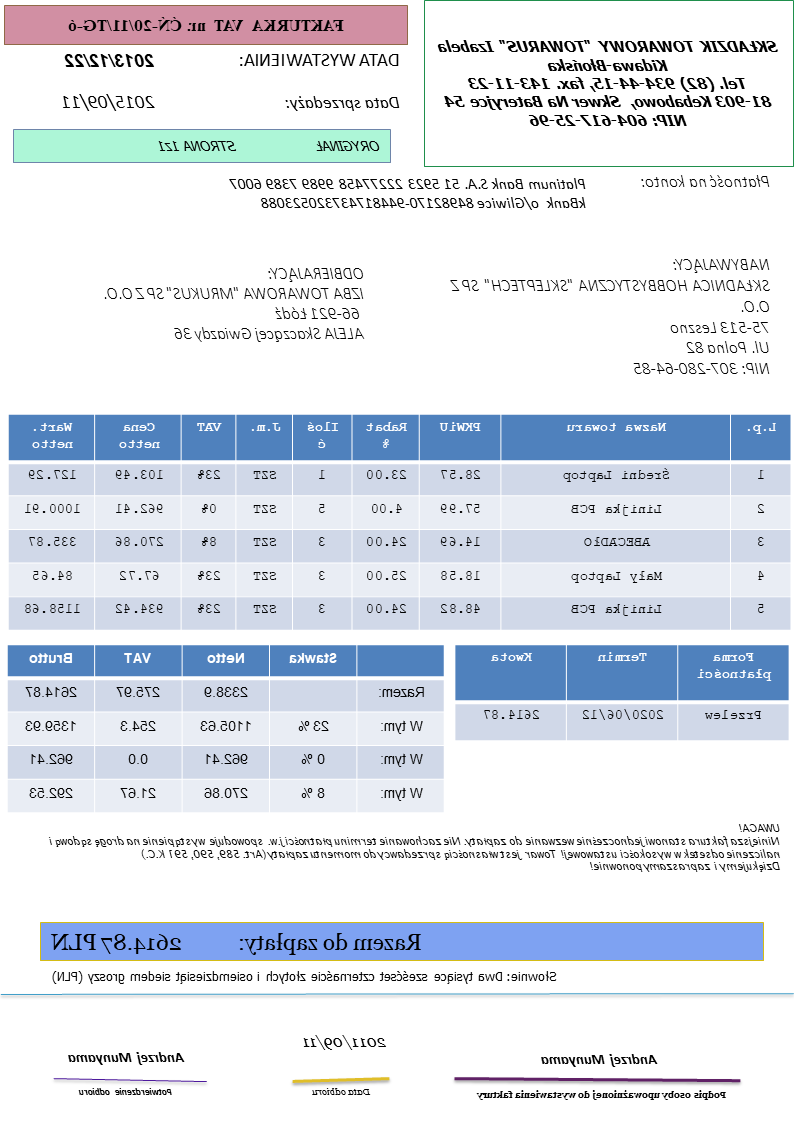 SKŁADZIK TOWAROWY "TOWARUS" Izabela
Kidawa-Błońska
Tel. (82) 934-44-15, fax. 143-11-23
81-903 Kebabowo, Skwer Na Bateryjce 54
NIP: 604-617-25-96
FAKTURKA VAT nr. ĆŃ-20/11/TG-6
DATA WYSTAWIENIA: 2013/12/22
Data sprzedaży: 2015/09/11
ORYGINAŁ STRONA 1z1
Płatność na konto: Platinum Bank S.A. 51 5923 22277458 9989 7389 6007
kBank o/Gliwice 84982170-944817437320523088
NABYWAJĄCY:
SKŁADNICA HOBBYSTYCZNA "SKLEPTECH" SP Z
O.O.
75-513 Leszno
Ul. Polna 82
NIP: 307-280-64-85
ODBIERAJĄCY:
IZBA TOWAROWA "MRUKUS" SP Z O.O.
66-921 Łódź
ALEJA Skaczącej Gwiazdy 36
L.p. Nazwa towaru PKWiU Rabat % Ilość J.m. VAT Cena netto Wart. netto
1 Średni Laptop 28.57 23.00 1 SZT 23% 103.49 127.29
2 Linijka PCB 57.99 4.00 5 SZT 0% 962.41 1000.91
3 ABECADŁO 14.69 24.00 3 SZT 8% 270.86 335.87
4 Mały Laptop 18.58 25.00 3 SZT 23% 67.72 84.65
5 Linijka PCB 48.82 24.00 3 SZT 23% 934.42 1158.68
Forma płatności Termin Kwota
Przelew 2020/06/12 2614.87
Stawka Netto VAT Brutto
Razem: 2338.9 275.97 2614.87
W tym: 23 % 1105.63 254.3 1359.93
W tym: 0 % 962.41 0.0 962.41
W tym: 8 % 270.86 21.67 292.53
UWAGA!
Niniejsza faktura stanowi jednocześnie wezwanie do zapłaty. Nie zachowanie terminu płatności j.w. spowoduje wystąpienie na drogę sądową i
naliczenie odsetek w wysokości ustawowej! Towar jest własnością sprzedawcy do momentu zapłaty (Art. 589, 590, 591 K.C.)
Dziękujemy i zapraszamy ponownie!
Razem do zapłaty: 2614.87 PLN
Słownie: Dwa tysiące sześćset czternaście złotych i osiemdziesiąt siedem groszy (PLN)
Andrzej Munyama 2011/09/11 Andrzej Munyama
Podpis osoby upoważnionej do wystawienia faktury Data odbioru Potwierdzenie odbioru